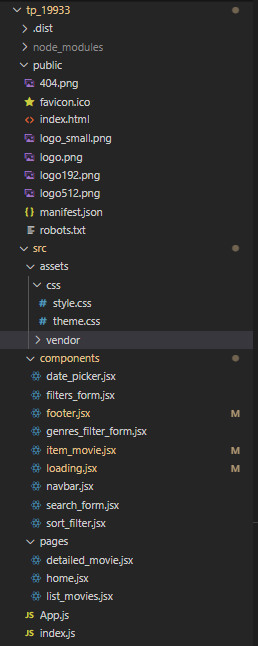 tp_19933
.dist
node_modules
public
404.png
favicon.ico
index.html
logo_small.png
logo.png
logo192.png
logo512.png
manifest.json
robots.txt
src
assets
css
style.css
theme.css
vendor
components
date_picker.jsx
filters_form.jsx
footer.jsx M
genres_filter_form.jsx
item_movie.jsx M
loading.jsx M
navbar.jsx
search_form.jsx
sort_filter.jsx
pages
detailed_movie.jsx
home.jsx
list_movies.jsx
JS App.js
JS index.js